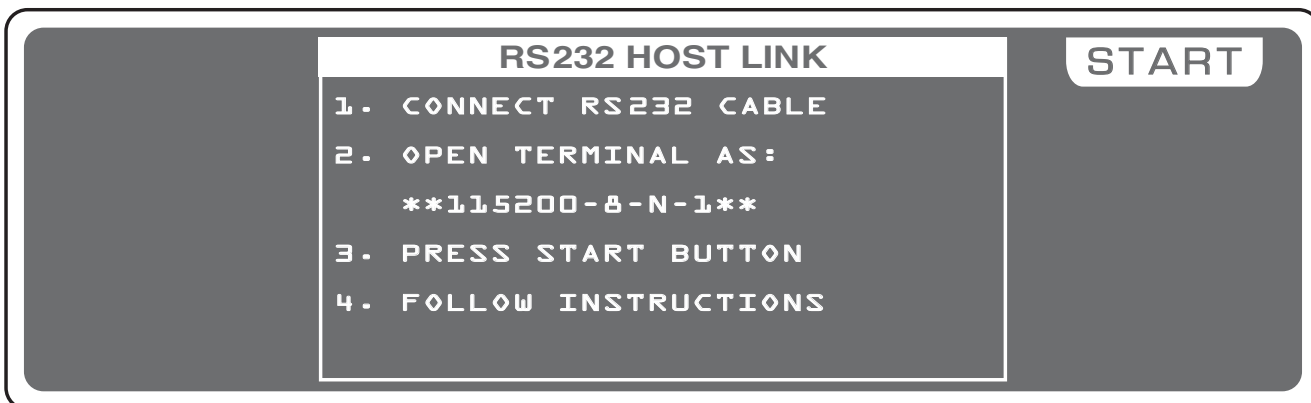 RS232 HOST LINK
START
1. CONNECT RS232 CABLE
2. OPEN TERMINAL AS:
**115200-8-N-1**
3. PRESS START BUTTON
4. FOLLOW INSTRUCTIONS